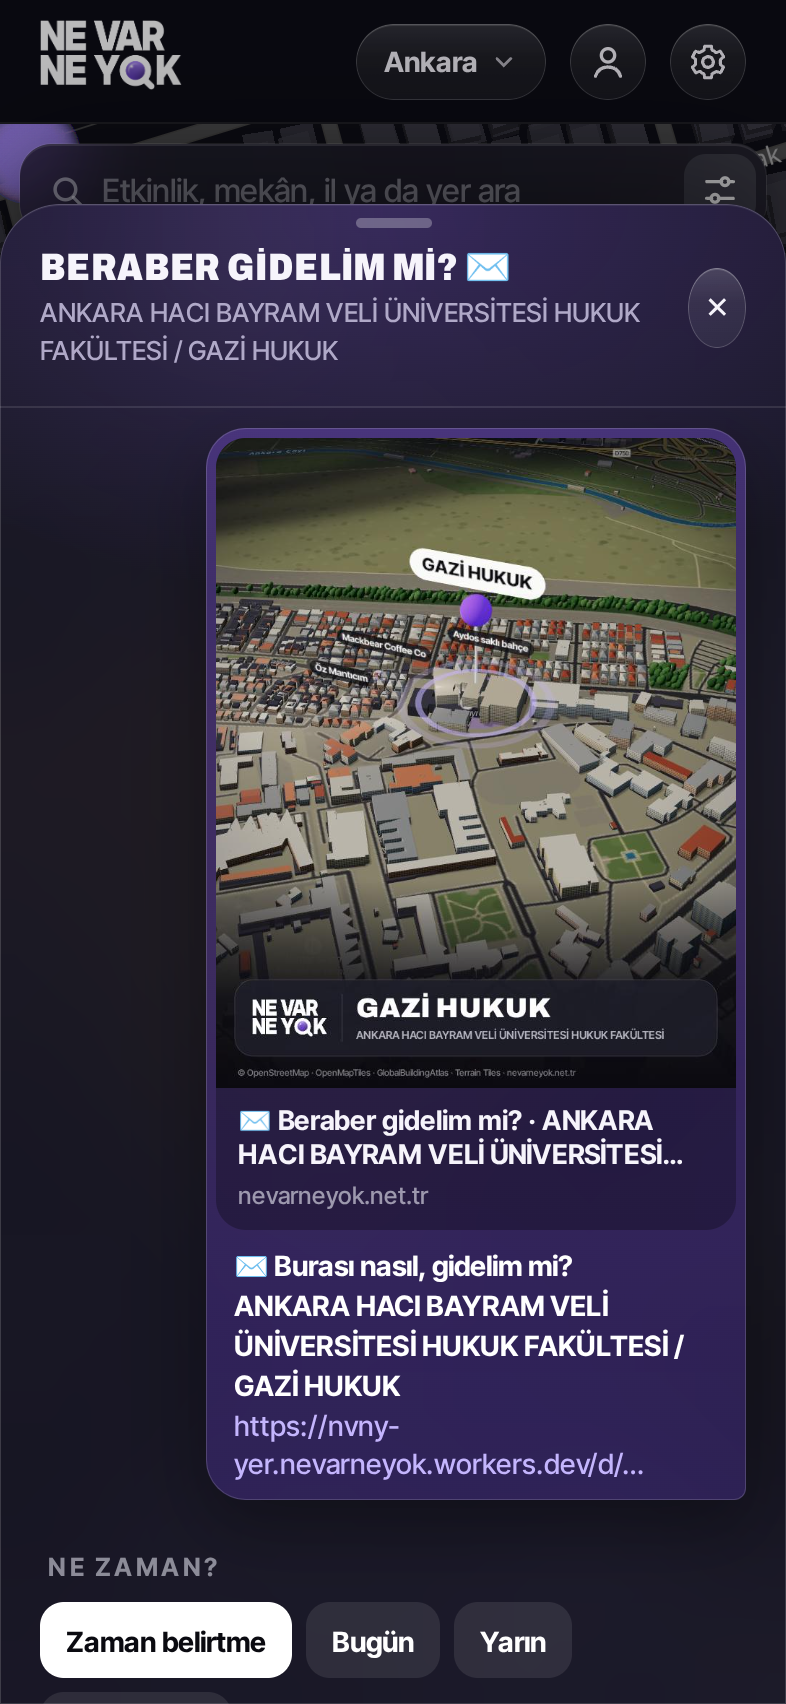 NE VAR
NE YOK
Ankara
ak
Etkinlik, mekân, il ya da yer ara
BERABER GİDELİM Mİ? ✉️
ANKARA HACI BAYRAM VELİ ÜNİVERSİTESİ HUKUK
FAKÜLTESİ / GAZİ HUKUK
D750
GAZİ HUKUK
Mackbear Coffee Co
Aydos saklı bahçe
Öz Mantıcım
NE VAR
NE YOK
GAZİ HUKUK
ANKARA HACI BAYRAM VELİ ÜNİVERSİTESİ HUKUK FAKÜLTESİ
© OpenStreetMap · OpenMapTiles · GlobalBuildingAtlas · Terrain Tiles · nevarneyok.net.tr
✉️ Beraber gidelim mi? · ANKARA
HACI BAYRAM VELİ ÜNİVERSİTESİ...
nevarneyok.net.tr
✉️ Burası nasıl, gidelim mi?
ANKARA HACI BAYRAM VELİ
ÜNİVERSİTESİ HUKUK FAKÜLTESİ /
GAZİ HUKUK
https://nvny-
yer.nevarneyok.workers.dev/d/...
NE ZAMAN?
Zaman belirtme
Bugün
Yarın